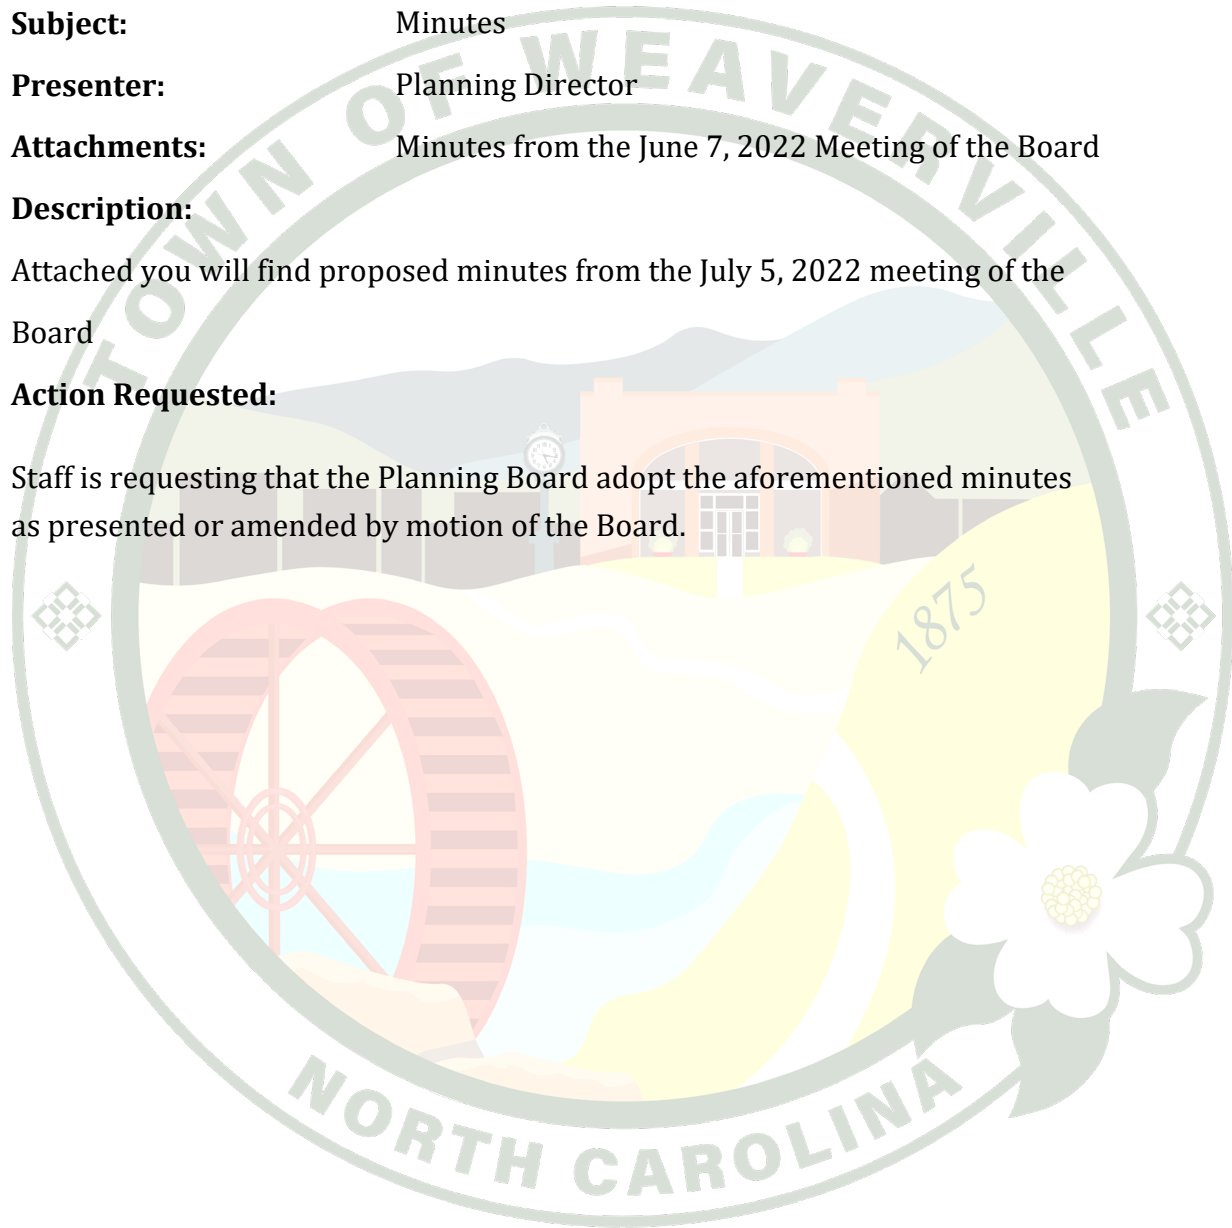 Subject: Minutes
Presenter: Planning Director
Attachments: Minutes from the June 7, 2022 Meeting of the Board
Description:
Attached you will find proposed minutes from the July 5, 2022 meeting of the
Board
Action Requested:
Staff is requesting that the Planning Board adopt the aforementioned minutes
as presented or amended by motion of the Board.
TOWN OF WEAVERVILLE
1875
NORTH CAROLINA